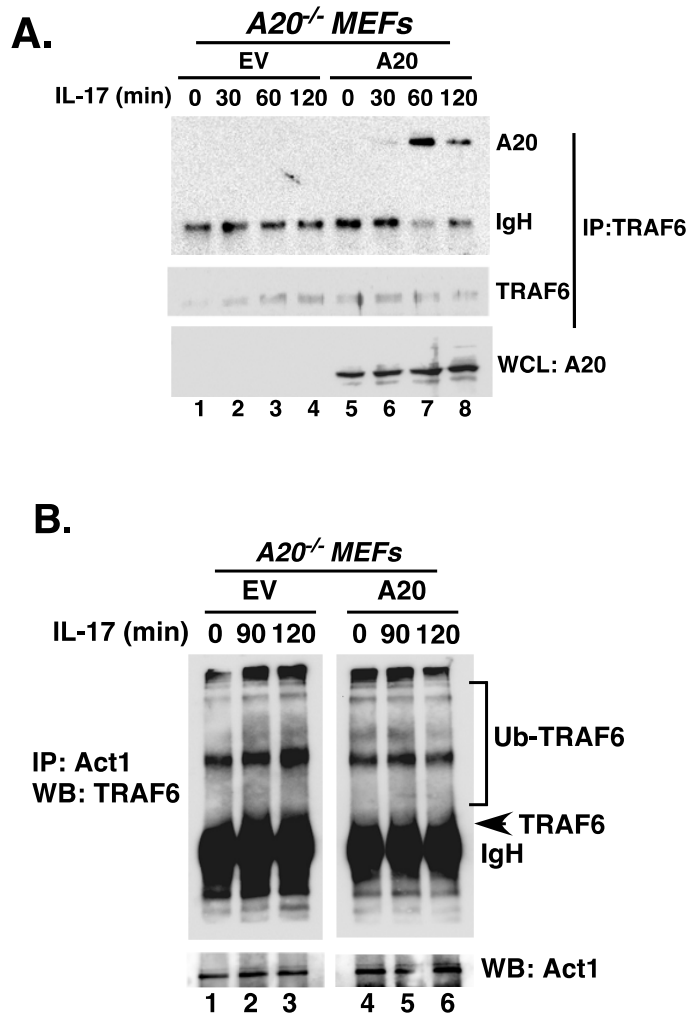 A.
A20-/- MEFs
EV A20
IL-17 (min) 0 30 60 120 0 30 60 120
A20
IgH
IP:TRAF6
TRAF6
WCL: A20
1 2 3 4 5 6 7 8
B.
A20-/- MEFs
EV A20
IL-17 (min) 0 90 120 0 90 120
Ub-TRAF6
IP: Act1
WB: TRAF6
TRAF6
IgH
WB: Act1
1 2 3 4 5 6